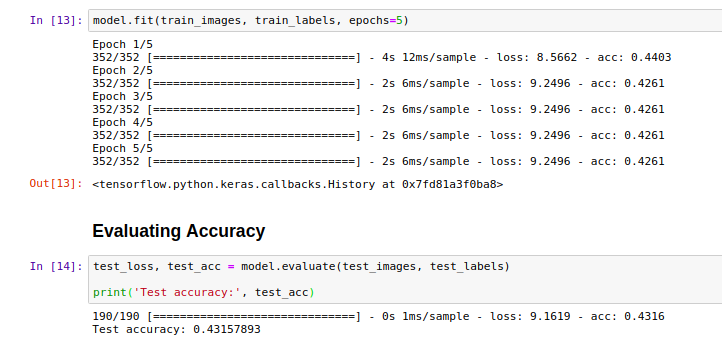 In [13]: model.fit(train_images, train_labels, epochs=5)
Epoch 1/5
352/352 [==============================] - 4s 12ms/sample - loss: 8.5662 - acc: 0.4403
Epoch 2/5
352/352 [==============================] - 2s 6ms/sample - loss: 9.2496 - acc: 0.4261
Epoch 3/5
352/352 [==============================] - 2s 6ms/sample - loss: 9.2496 - acc: 0.4261
Epoch 4/5
352/352 [==============================] - 2s 6ms/sample - loss: 9.2496 - acc: 0.4261
Epoch 5/5
352/352 [==============================] - 2s 6ms/sample - loss: 9.2496 - acc: 0.4261
Out[13]: <tensorflow.python.keras.callbacks.History at 0x7fd81a3f0ba8>
Evaluating Accuracy
In [14]: test_loss, test_acc = model.evaluate(test_images, test_labels)
print('Test accuracy:', test_acc)
190/190 [==============================] - 0s 1ms/sample - loss: 9.1619 - acc: 0.4316
Test accuracy: 0.43157893